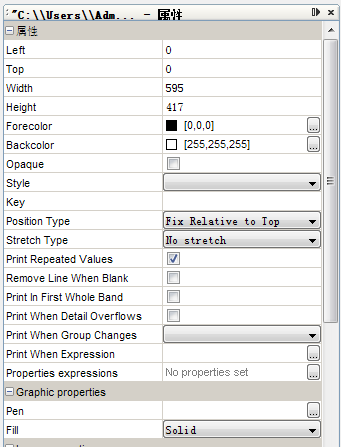 "C:\\Users\\Adm... - 属性
属性
Left 0
Top 0
Width 595
Height 417
Forecolor [0,0,0] ...
Backcolor [255,255,255] ...
Opaque
Style
Key
Position Type Fix Relative to Top
Stretch Type No stretch
Print Repeated Values
Remove Line When Blank
Print In First Whole Band
Print When Detail Overflows
Print When Group Changes
Print When Expression ...
Properties expressions No properties set ...
Graphic properties
Pen ...
Fill Solid